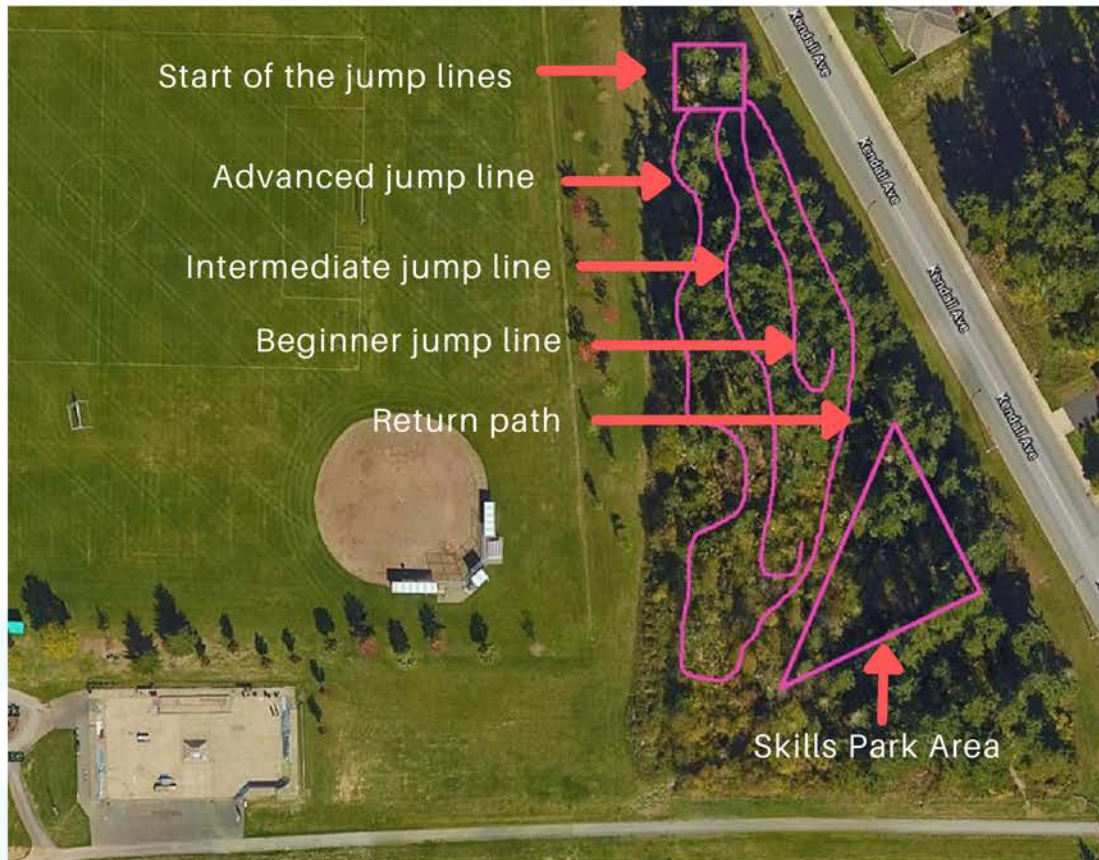 Kendall Ave
Start of the jump lines
Kendall Ave
Advanced jump line
Intermediate jump line
Kendall Ave
Beginner jump line
Return path
Kendall Ave
Skills Park Area